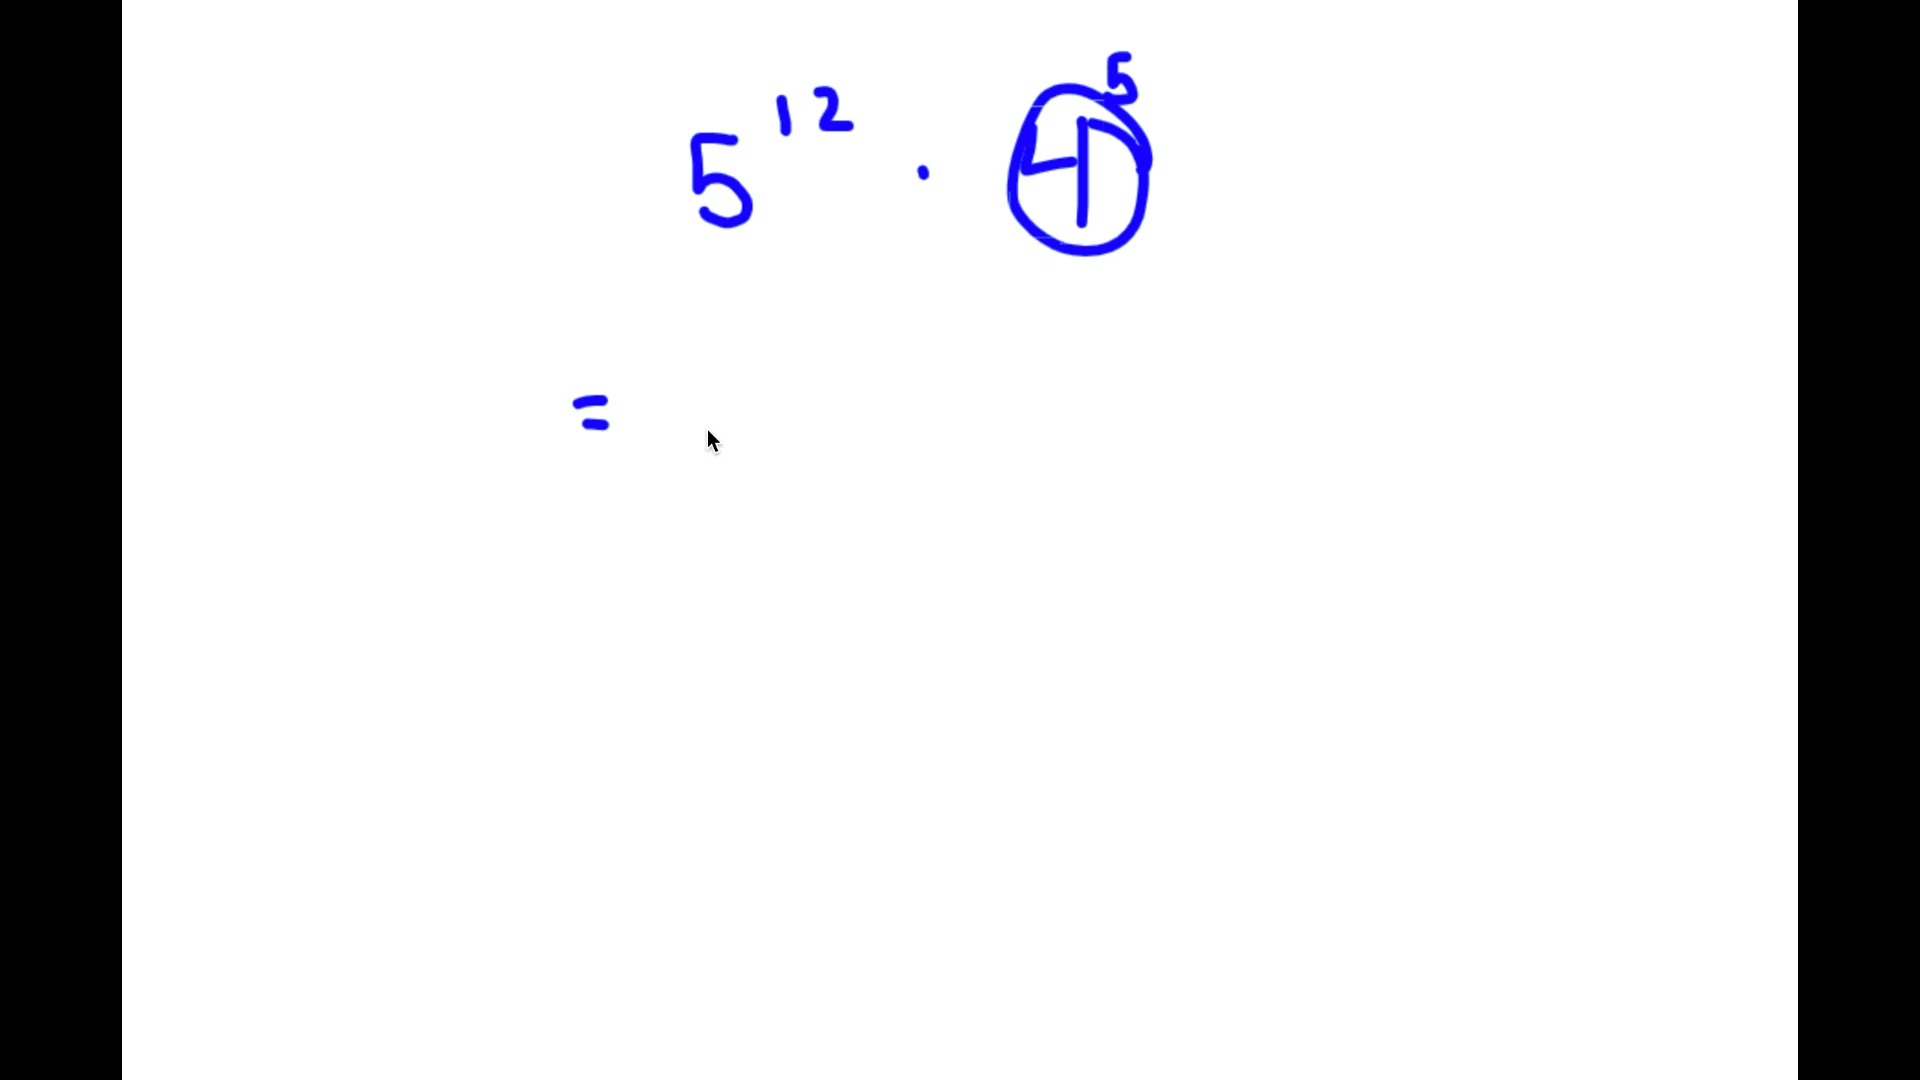 5¹² · 4⁵
=